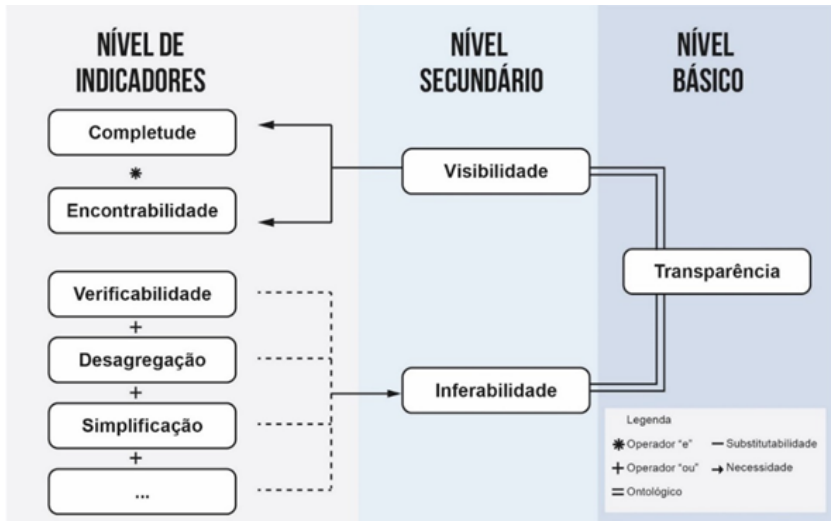 NÍVEL DE
INDICADORES
NÍVEL
SECUNDÁRIO
NÍVEL
BÁSICO
Completude
*
Encontrabilidade
Visibilidade
Transparência
Verificabilidade
+
Desagregação
+
Simplificação
+
...
Inferabilidade
Legenda
* Operador "e" — Substitutabilidade
+ Operador "ou" → Necessidade
= Ontológico